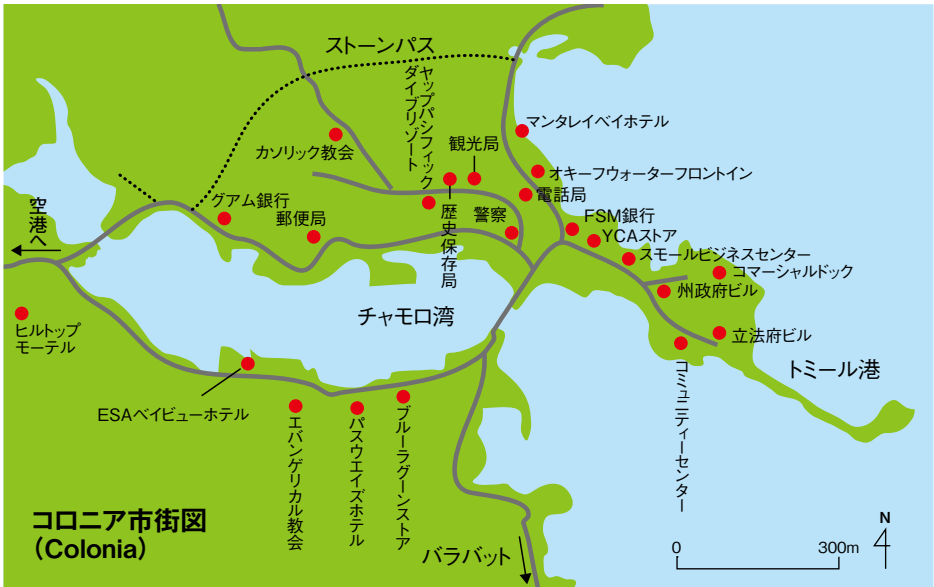 ストーンパス
ヤップパシフィック
ダイブリゾート
マンタレイベイホテル
カソリック教会
観光局
オキーフウォーターフロントイン
電話局
グアム銀行
郵便局
歴史保存局
警察
FSM銀行
YCAストア
スモールビジネスセンター
コマーシャルドック
州政府ビル
空港へ
チャモロ湾
ヒルトップ
モーテル
立法府ビル
トミール港
ESAベイビューホテル
エバンゲリカル教会
パスウエイズホテル
ブルーラグーンストア
コミュニティーセンター
コロニア市街図
(Colonia)
バラバット
0
300m
N